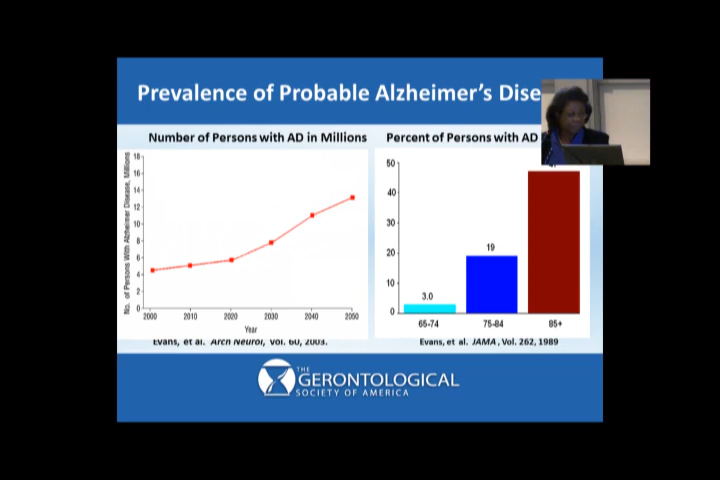 Prevalence of Probable Alzheimer's Dise
Number of Persons with AD in Millions
Percent of Persons with AD
No. of Persons With Alzheimer Disease, Millions
18
16
14
12
10
8
6
4
2
0
2000 2010 2020 2030 2040 2050
Year
50
40
30
20
10
0
3.0
19
65-74 75-84 85+
Evans, et al. Arch Neurol, Vol. 60, 2003.
Evans, et al. JAMA, Vol. 262, 1989
THE
GERONTOLOGICAL
SOCIETY OF AMERICA